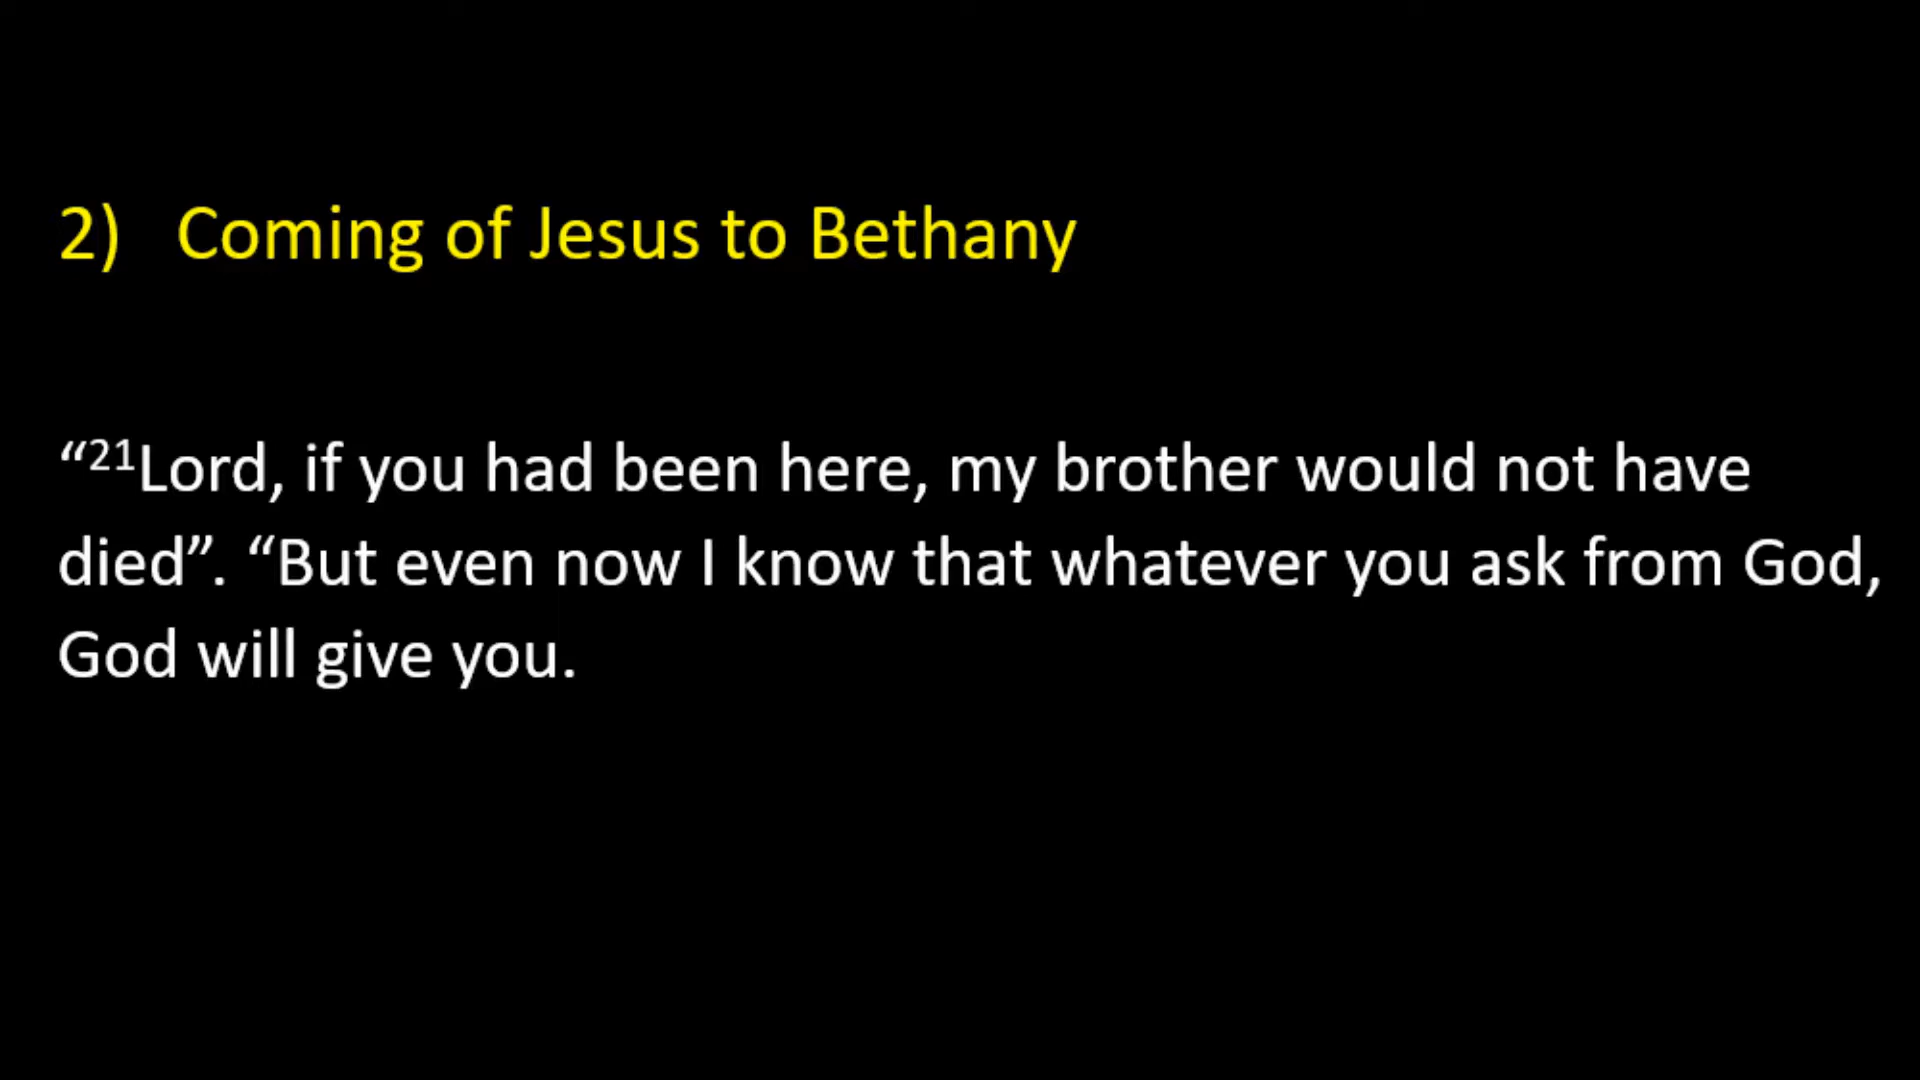 2) Coming of Jesus to Bethany
“²¹Lord, if you had been here, my brother would not have
died”. “But even now I know that whatever you ask from God,
God will give you.